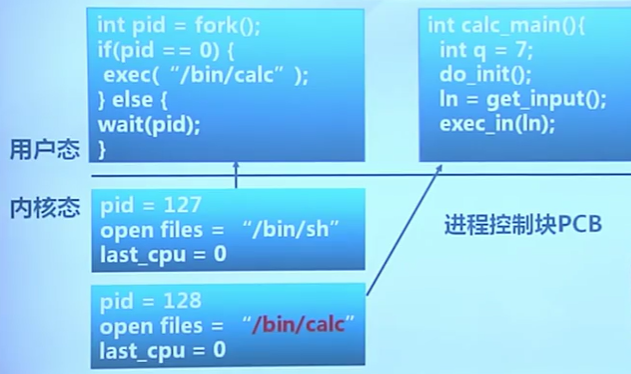 int pid = fork();
if(pid == 0) {
exec( “/bin/calc” );
} else {
wait(pid);
}
int calc_main(){
int q = 7;
do_init();
ln = get_input();
exec_in(ln);
用户态
内核态
pid = 127
open files = “/bin/sh”
last_cpu = 0
进程控制块PCB
pid = 128
open files = “/bin/calc”
last_cpu = 0